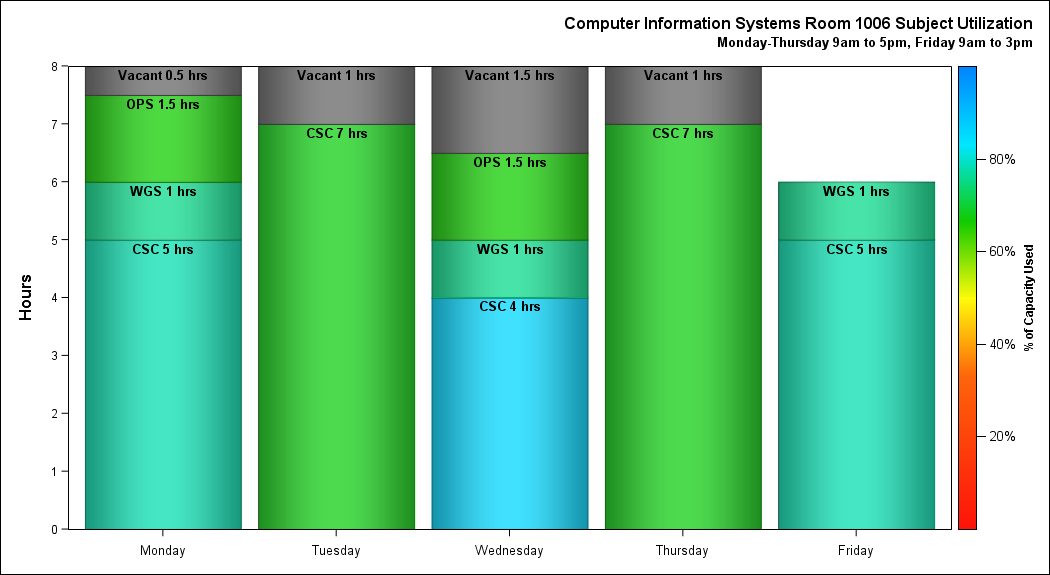 Computer Information Systems Room 1006 Subject Utilization
Monday-Thursday 9am to 5pm, Friday 9am to 3pm
Hours
8
7
6
5
4
3
2
1
0
Vacant 0.5 hrs
OPS 1.5 hrs
WGS 1 hrs
CSC 5 hrs
Vacant 1 hrs
CSC 7 hrs
Vacant 1.5 hrs
OPS 1.5 hrs
WGS 1 hrs
CSC 4 hrs
Vacant 1 hrs
CSC 7 hrs
WGS 1 hrs
CSC 5 hrs
Monday
Tuesday
Wednesday
Thursday
Friday
80%
60%
40%
20%
% of Capacity Used